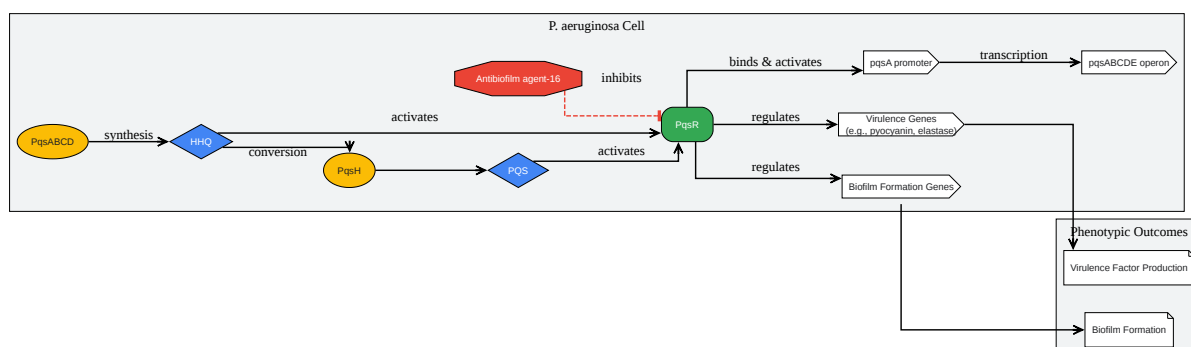 P. aeruginosa Cell
binds & activates
pqsA promoter
transcription
pqsABCDE operon
Antibiofilm agent-16
inhibits
activates
PqsR
regulates
Virulence Genes
(e.g., pyocyanin, elastase)
PqsABCD
synthesis
HHQ
conversion
activates
PqsH
PQS
regulates
Biofilm Formation Genes
Phenotypic Outcomes
Virulence Factor Production
Biofilm Formation